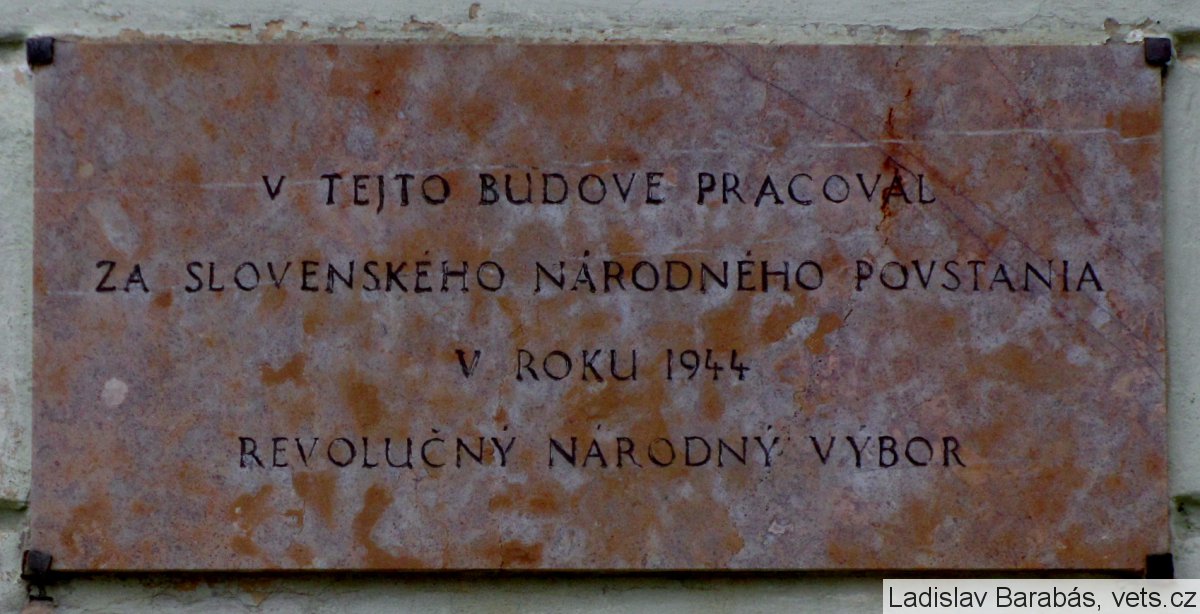 V TEJTO BUDOVE PRACOVAL
ZA SLOVENSKÉHO NÁRODNÉHO POVSTANIA
V ROKU 1944
REVOLUČNÝ NÁRODNÝ VÝBOR
Ladislav Barabás, vets.cz